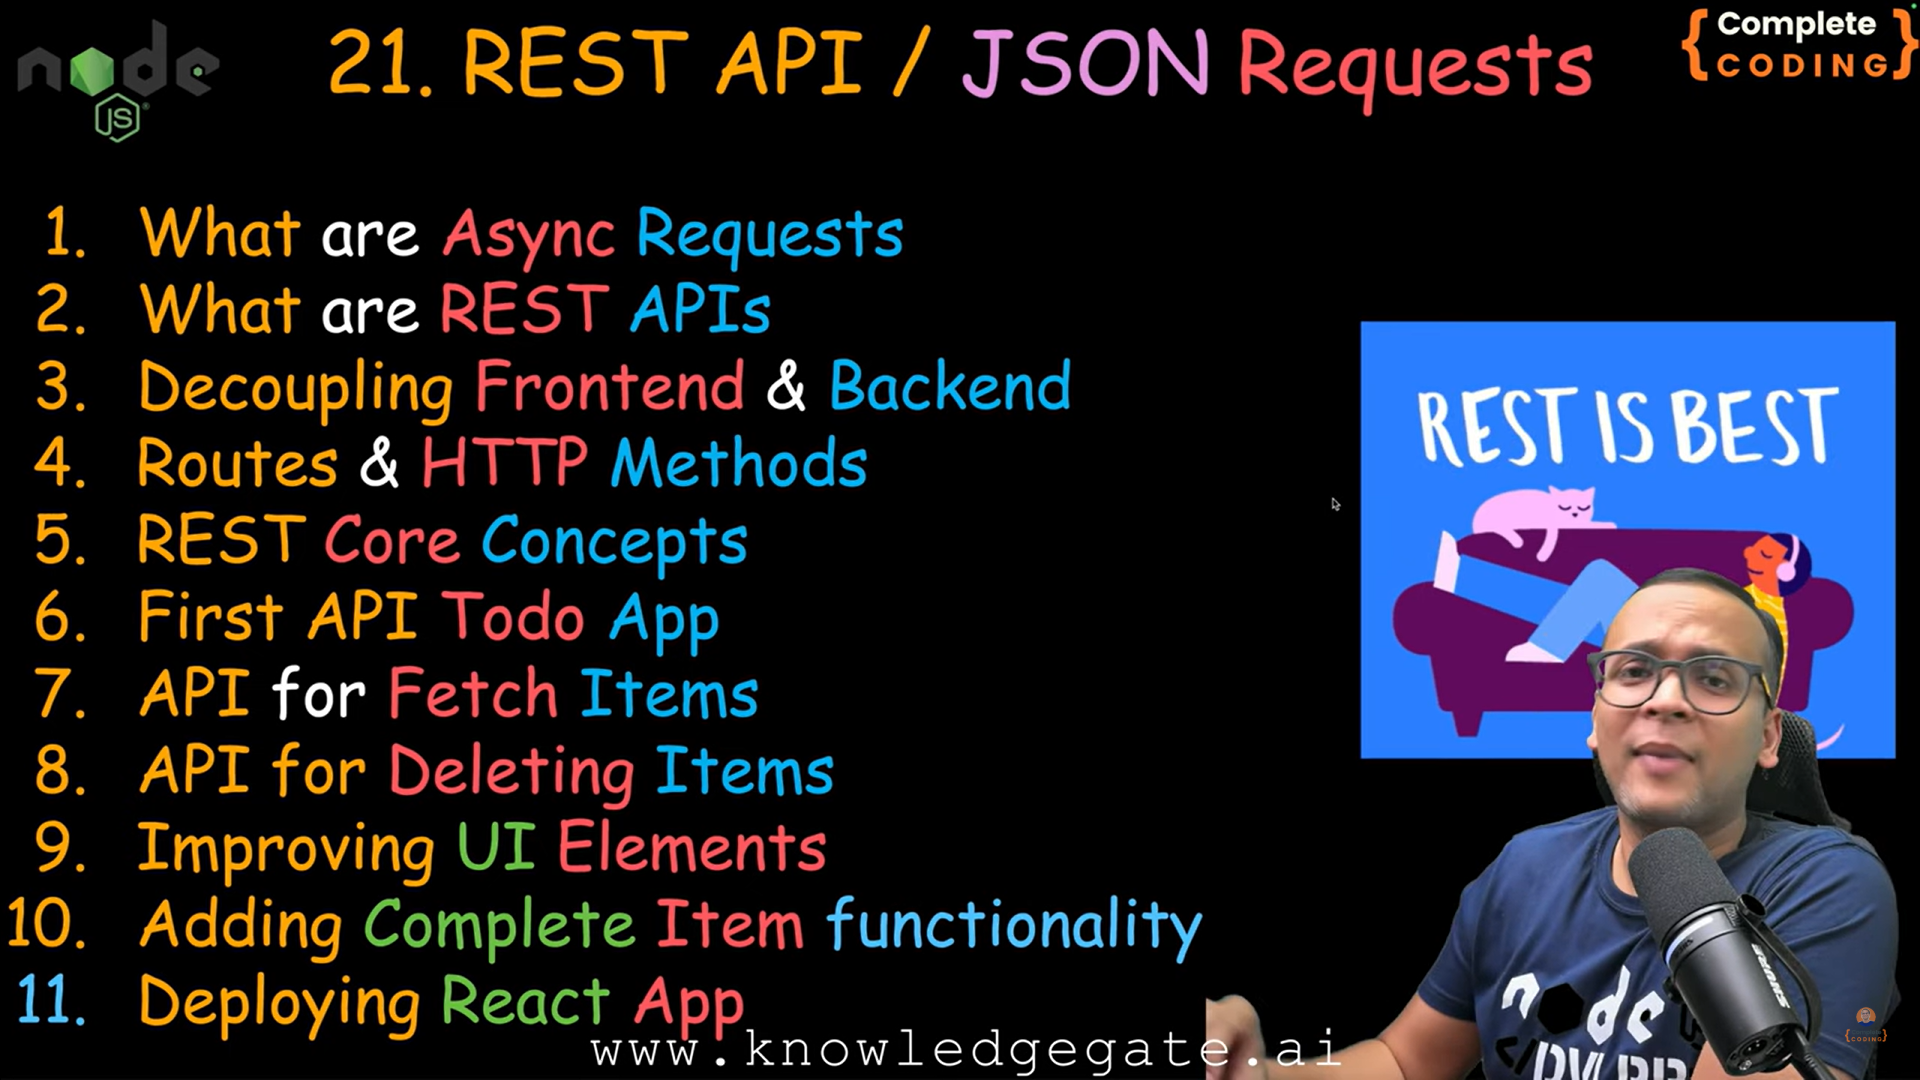 node
JS
21. REST API / JSON Requests
{ Complete CODING }
1. What are Async Requests
2. What are REST APIs
3. Decoupling Frontend & Backend
4. Routes & HTTP Methods
5. REST Core Concepts
6. First API Todo App
7. API for Fetch Items
8. API for Deleting Items
9. Improving UI Elements
10. Adding Complete Item functionality
11. Deploying React App
REST IS BEST
node
SHURE
{CODING}
www.knowledgegate.ai